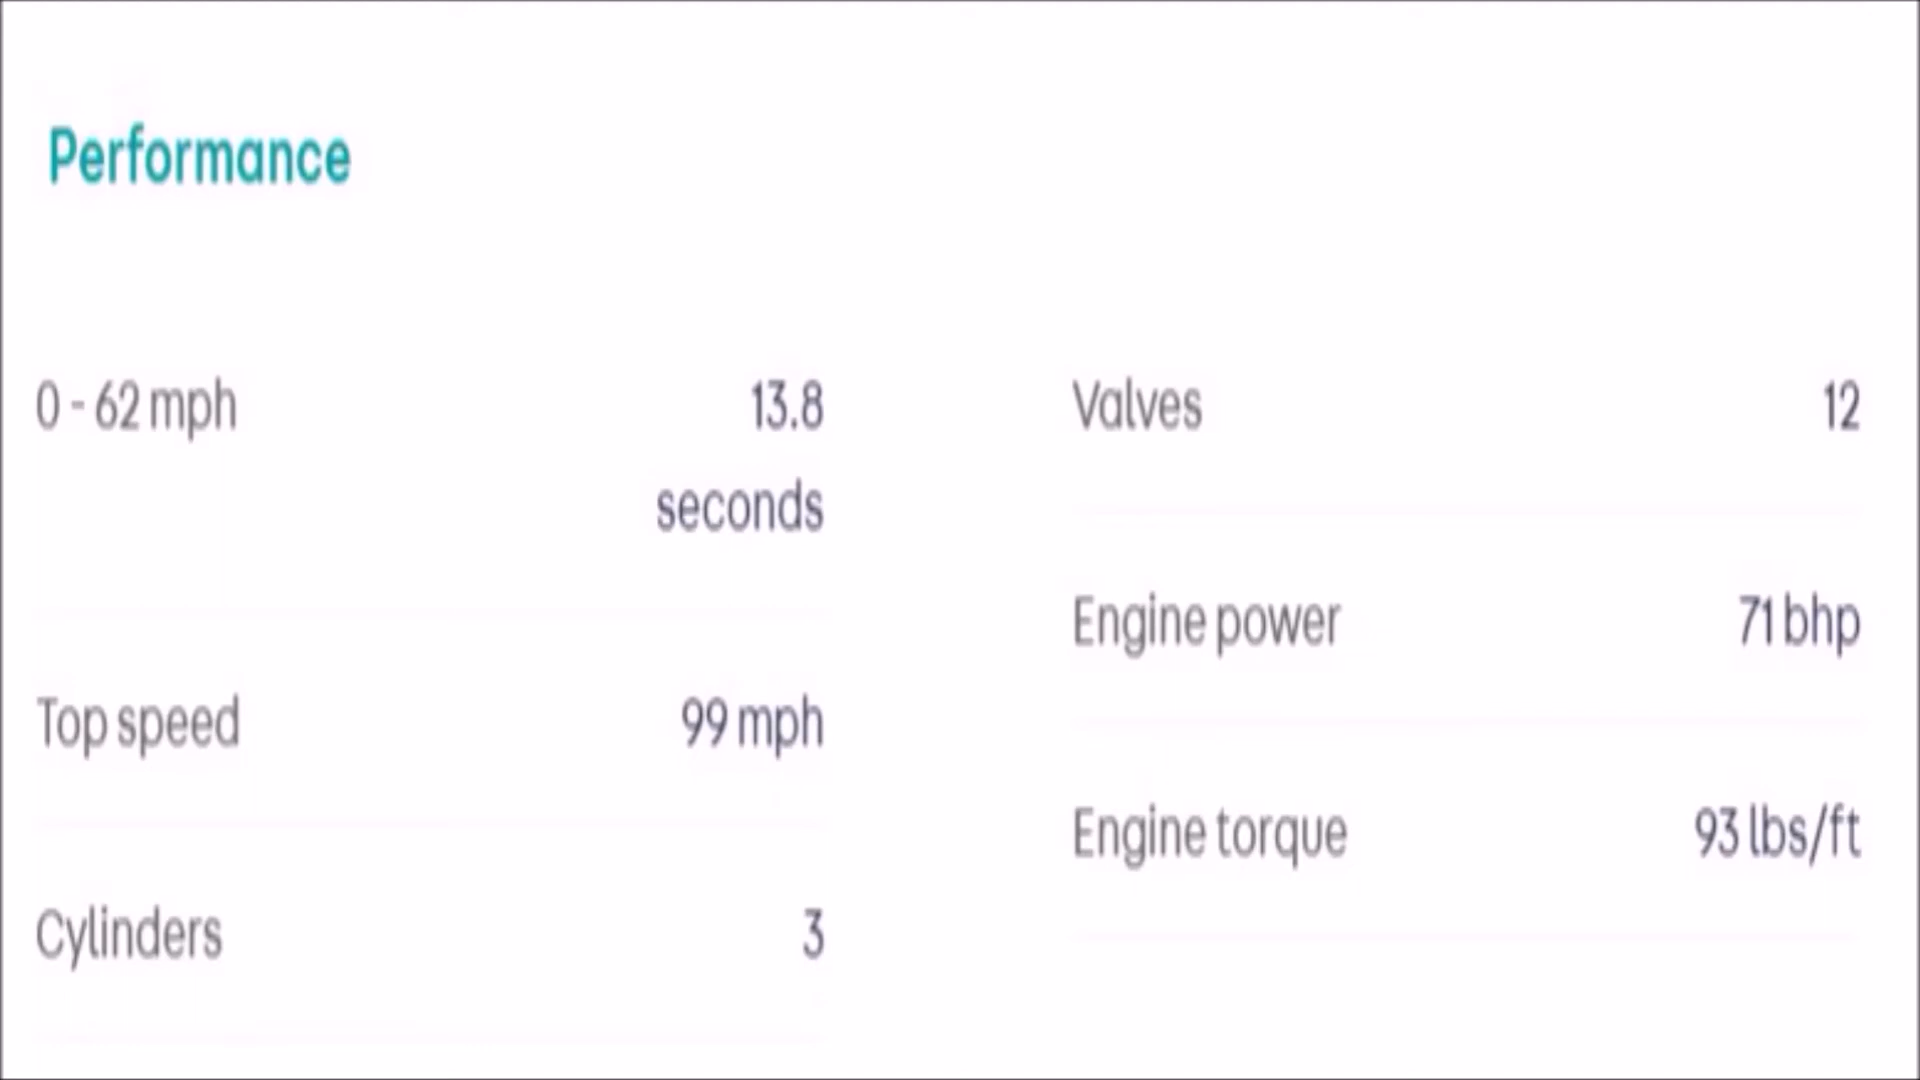 Performance
0 - 62 mph
13.8
seconds
Top speed
99 mph
Cylinders
3
Valves
12
Engine power
71 bhp
Engine torque
93 lbs/ft